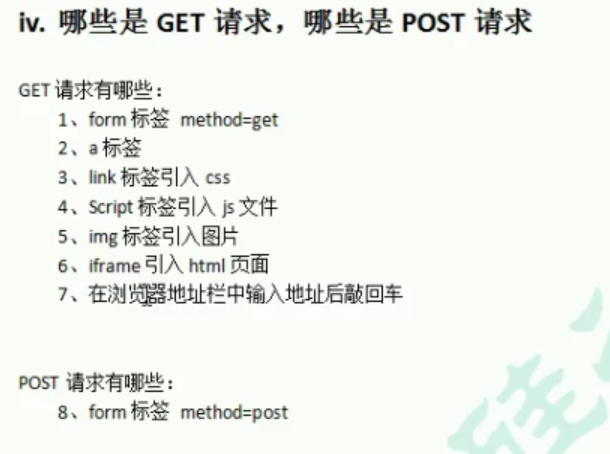 iv. 哪些是 GET 请求，哪些是 POST 请求
GET 请求有哪些：
1、form 标签 method=get
2、a 标签
3、link 标签引入 css
4、Script 标签引入 js 文件
5、img 标签引入图片
6、iframe 引入 html 页面
7、在浏览器地址栏中输入地址后敲回车
POST 请求有哪些：
8、form 标签 method=post
硅